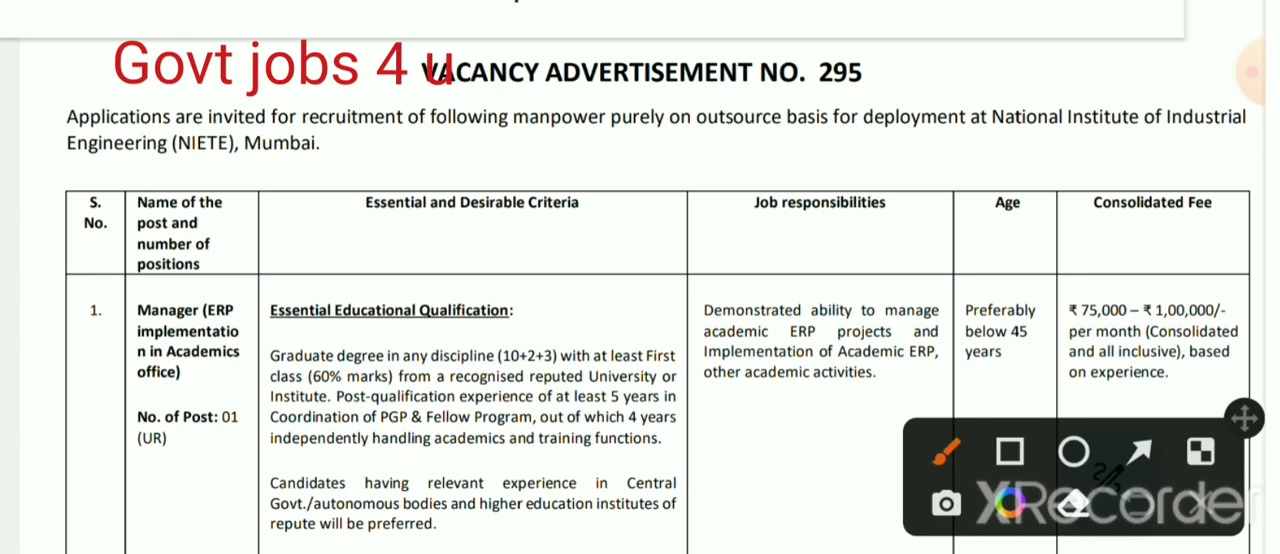 Govt jobs 4 u
VACANCY ADVERTISEMENT NO. 295
Applications are invited for recruitment of following manpower purely on outsource basis for deployment at National Institute of Industrial
Engineering (NIETE), Mumbai.
S.
No.
Name of the
post and
number of
positions
Essential and Desirable Criteria
Job responsibilities
Age
Consolidated Fee
1.
Manager (ERP
implementatio
n in Academics
office)
No. of Post: 01
(UR)
Essential Educational Qualification:
Graduate degree in any discipline (10+2+3) with at least First
class (60% marks) from a recognised reputed University or
Institute. Post-qualification experience of at least 5 years in
Coordination of PGP & Fellow Program, out of which 4 years
independently handling academics and training functions.
Candidates having relevant experience in Central
Govt./autonomous bodies and higher education institutes of
repute will be preferred.
Demonstrated ability to manage
academic ERP projects and
Implementation of Academic ERP,
other academic activities.
Preferably
below 45
years
₹ 75,000 – ₹ 1,00,000/-
per month (Consolidated
and all inclusive), based
on experience.
XRecorder